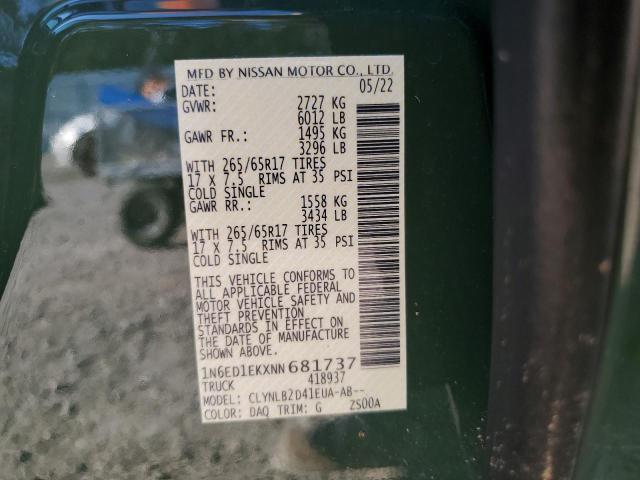 MFD BY NISSAN MOTOR CO., LTD.
DATE: 05/22
GVWR: 2727 KG
6012 LB
GAWR FR.: 1495 KG
3296 LB
WITH 265/65R17 TIRES
17 X 7.5 RIMS AT 35 PSI
COLD SINGLE
GAWR RR.: 1558 KG
3434 LB
WITH 265/65R17 TIRES
17 X 7.5 RIMS AT 35 PSI
COLD SINGLE
THIS VEHICLE CONFORMS TO
ALL APPLICABLE FEDERAL
MOTOR VEHICLE SAFETY AND
THEFT PREVENTION
STANDARDS IN EFFECT ON
THE DATE OF MANUFACTURE
SHOWN ABOVE.
1N6ED1EKXNN681737
TRUCK 418937
MODEL: CLYNLB2D41EUA-AB--
COLOR: DAQ TRIM: G ZS00A